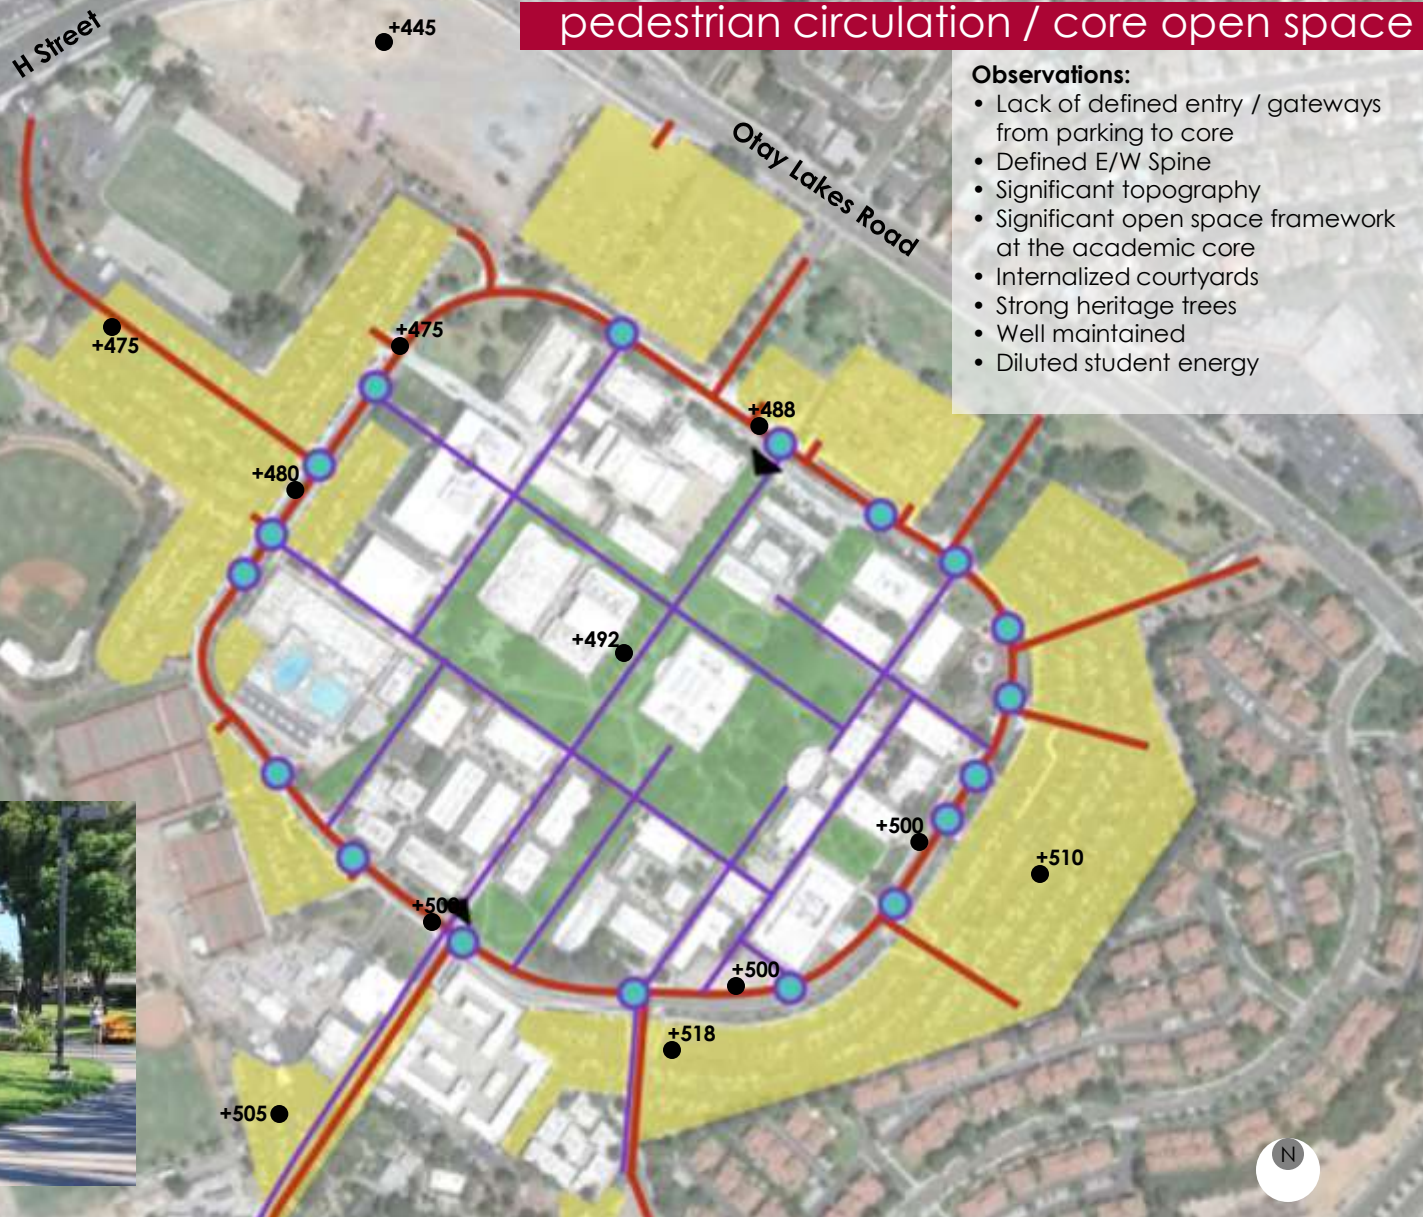 pedestrian circulation / core open space
H Street
+445
Otay Lakes Road
Observations:
• Lack of defined entry / gateways
from parking to core
• Defined E/W Spine
• Significant topography
• Significant open space framework
at the academic core
• Internalized courtyards
• Strong heritage trees
• Well maintained
• Diluted student energy
+475
+475
+488
+480
+492
+500
+510
+500
+500
+518
+505
N